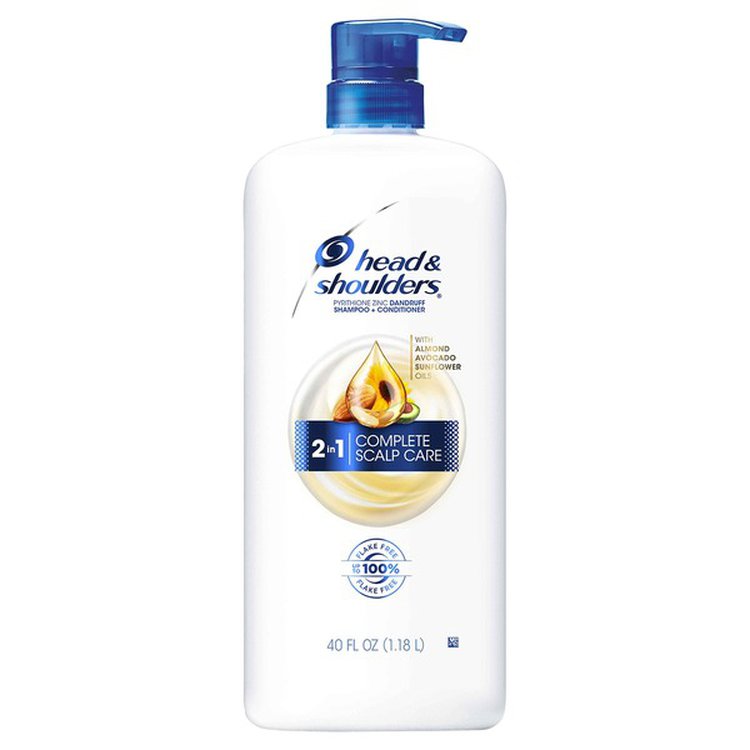 head &
shoulders®
PYRITHIONE ZINC DANDRUFF
SHAMPOO + CONDITIONER
WITH
ALMOND
AVOCADO
SUNFLOWER
OILS
2in1
COMPLETE
SCALP CARE
FLAKE FREE
UP TO 100%
FLAKE FREE
40 FL OZ (1.18 L)